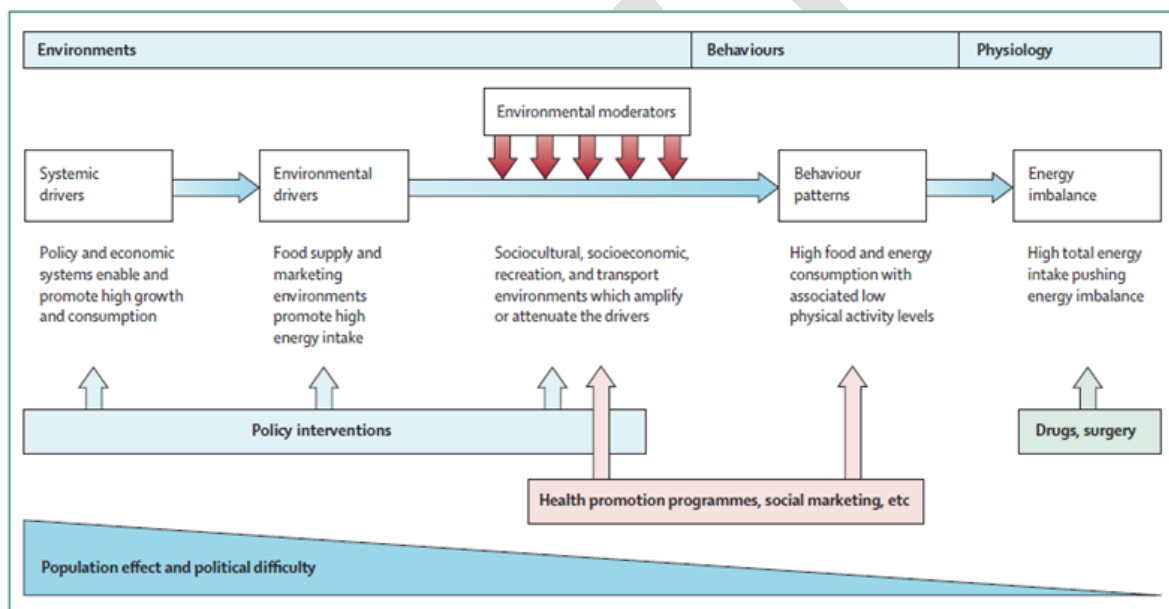 Environments
Behaviours
Physiology
Environmental moderators
Systemic
drivers
Environmental
drivers
Behaviour
patterns
Energy
imbalance
Policy and economic
systems enable and
promote high growth
and consumption
Food supply and
marketing
environments
promote high
energy intake
Sociocultural, socioeconomic,
recreation, and transport
environments which amplify
or attenuate the drivers
High food and energy
consumption with
associated low
physical activity levels
High total energy
intake pushing
energy imbalance
Policy interventions
Drugs, surgery
Health promotion programmes, social marketing, etc
Population effect and political difficulty